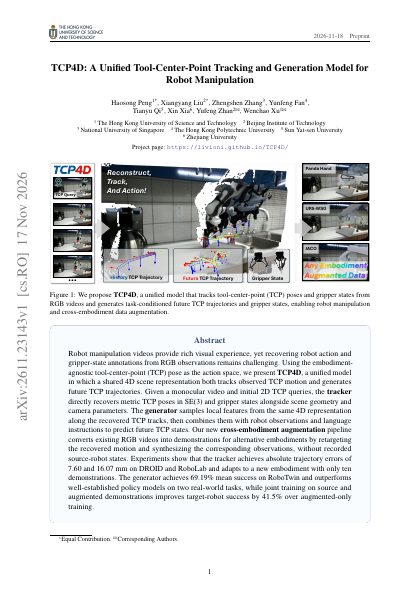 THE HONG KONG
UNIVERSITY OF SCIENCE
AND TECHNOLOGY
2026-11-18 Preprint
TCP4D: A Unified Tool-Center-Point Tracking and Generation Model for
Robot Manipulation
Haosong Peng1*, Xiangyang Liu2*, Zhengshen Zhang3, Yunfeng Fan4,
Tianyu Qi5, Xin Xia6, Yufeng Zhan2, Wenchao Xu1✉
1 The Hong Kong University of Science and Technology 2 Beijing Institute of Technology
3 National University of Singapore 4 The Hong Kong Polytechnic University 5 Sun Yat-sen University
6 Zhejiang University
Project page: https://livioni.github.io/TCP4D/
arXiv:2611.23143v1 [cs.RO] 17 Nov 2026
TCP4D
TCP Query
...
Reconstruct,
Track,
And Action!
History TCP Trajectory
Future TCP Trajectory
Gripper State
Panda Hand
UR5-WSG
JACO
Any Embodiment
Augmented Data!
Figure 1: We propose TCP4D, a unified model that tracks tool-center-point (TCP) poses and gripper states from
RGB videos and generates task-conditioned future TCP trajectories and gripper states, enabling robot manipulation
and cross-embodiment data augmentation.
Abstract
Robot manipulation videos provide rich visual experience, yet recovering robot action and
gripper-state annotations from RGB observations remains challenging. Using the embodiment-
agnostic tool-center-point (TCP) pose as the action space, we present TCP4D, a unified model
in which a shared 4D scene representation both tracks observed TCP motion and generates
future TCP trajectories. Given a monocular video and initial 2D TCP queries, the tracker
directly recovers metric TCP poses in SE(3) and gripper states alongside scene geometry and
camera parameters. The generator samples local features from the same 4D representation
along the recovered TCP tracks, then combines them with robot observations and language
instructions to predict future TCP states. Our new cross-embodiment augmentation pipeline
converts existing RGB videos into demonstrations for alternative embodiments by retargeting
the recovered motion and synthesizing the corresponding observations, without recorded
source-robot states. Experiments show that the tracker achieves absolute trajectory errors of
7.60 and 16.07 mm on DROID and RoboLab and adapts to a new embodiment with only ten
demonstrations. The generator achieves 69.19% mean success on RoboTwin and outperforms
well-established policy models on two real-world tasks, while joint training on source and
augmented demonstrations improves target-robot success by 41.5% over augmented-only
training.
*Equal Contribution. ✉Corresponding Authors.
1